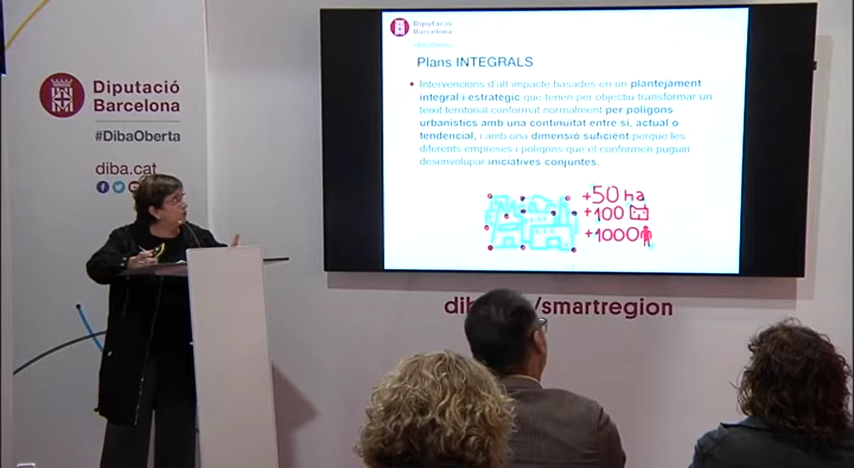 Diputació
Barcelona
#DibaOberta
diba.cat
Diputació
Barcelona
Plans INTEGRALS
Intervencions d'alt impacte basades en un plantejament
integral i estratègic que tenen per objectiu transformar un
teixit territorial conformat normalment per polígons
urbanístics amb una continuïtat entre si, actual o
tendencial, i amb una dimensió suficient perquè les
diferents empreses i polígons que el conformen puguin
desenvolupar iniciatives conjuntes.
+50 ha
+100
+1000
/smartregion